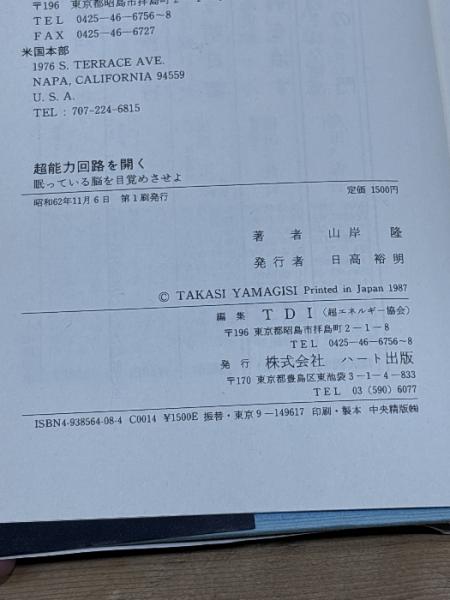 〒196 東京都昭島市拝島町2-1-8
TEL 0425-46-6756~8
FAX 0425-46-6727
米国本部
1976 S. TERRACE AVE.
NAPA, CALIFORNIA 94559
U. S. A.
TEL : 707-224-6815
超能力回路を開く
眠っている脳を目覚めさせよ
昭和62年11月6日 第1刷発行 定価 1500円
著者 山岸 隆
発行者 日高裕明
© TAKASI YAMAGISI Printed in Japan 1987
編集 TDI(超エネルギー協会)
〒196 東京都昭島市拝島町2-1-8
TEL 0425-46-6756~8
発行 株式会社 ハート出版
〒170 東京都豊島区東池袋3-1-4-833
TEL 03 (590) 6077
ISBN4-938564-08-4 C0014 ¥1500E 振替・東京9-149617 印刷・製本 中央精版㈱